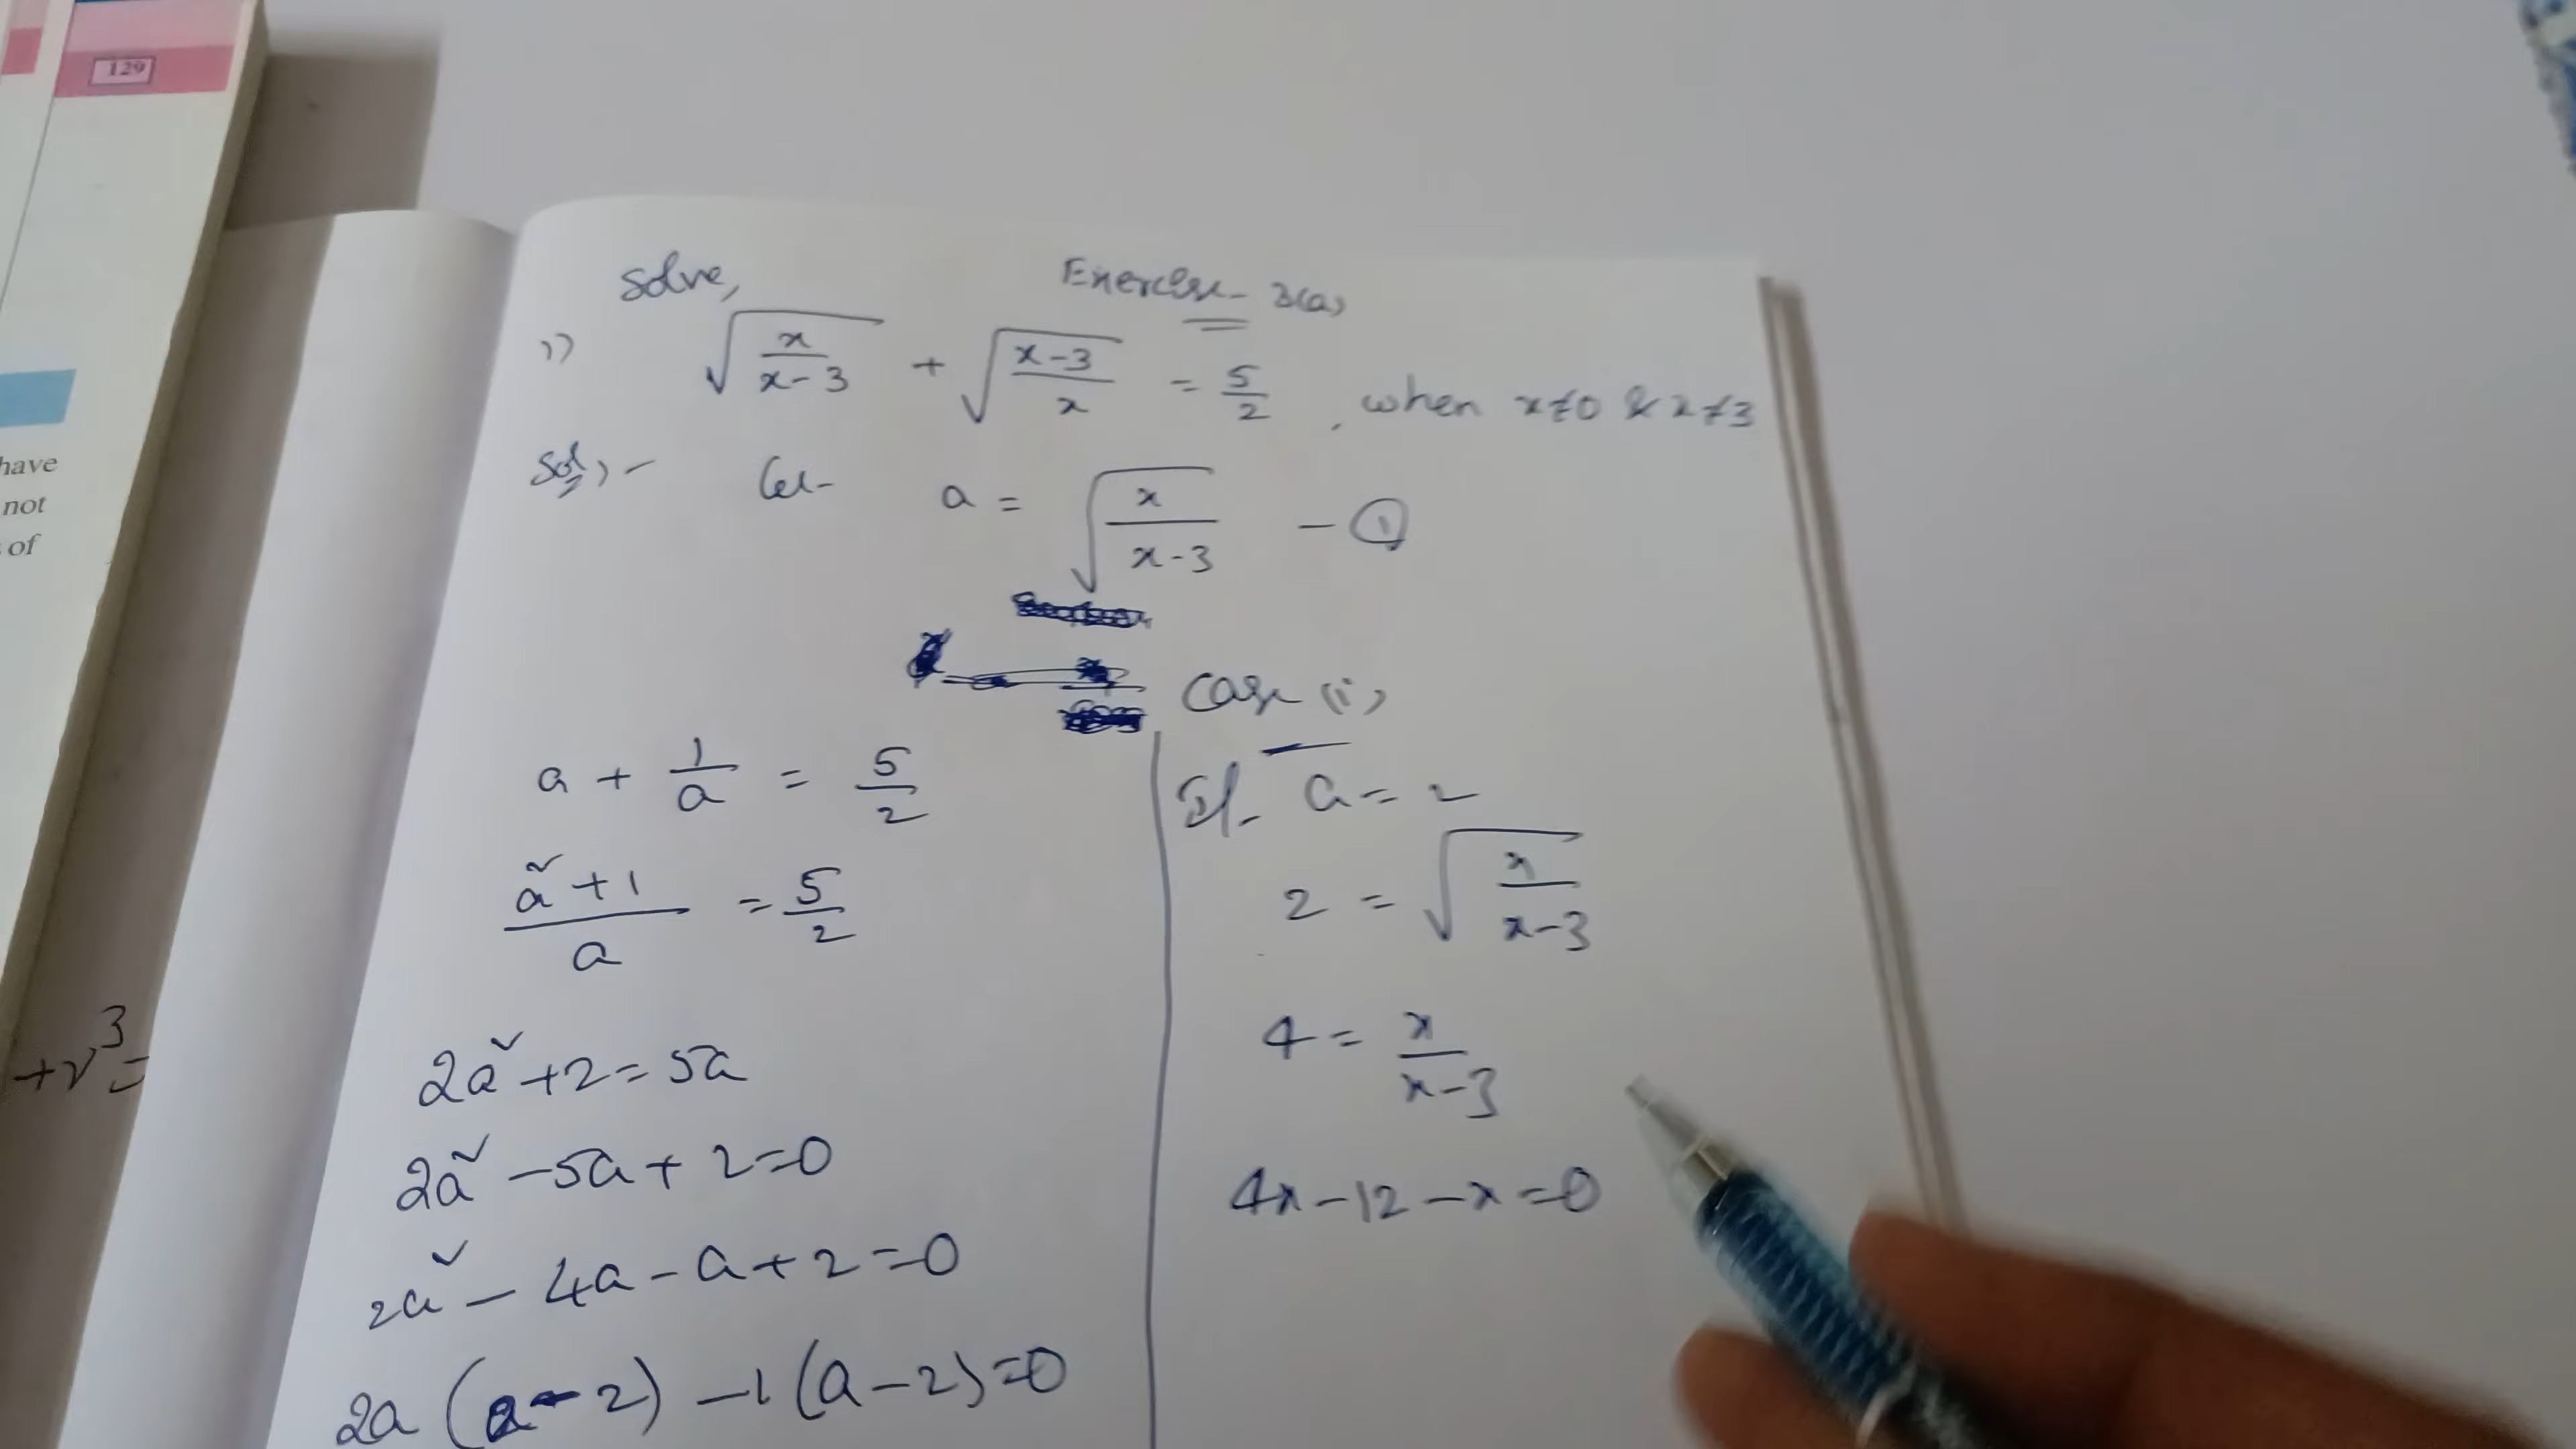 129
have
not
of
+v³=
Solve,
Exercise - 3(a)
1) √(x/(x-3)) + √((x-3)/x) = 5/2, when x≠0 & x≠3
Sol) - Let a = √(x/(x-3)) - ①
a + 1/a = 5/2
(a²+1)/a = 5/2
2a²+2=5a
2a²-5a+2=0
2a²-4a-a+2=0
2a(a-2)-1(a-2)=0
Case (i)
If a=2
2 = √(x/(x-3))
4 = x/(x-3)
4x-12-x=0